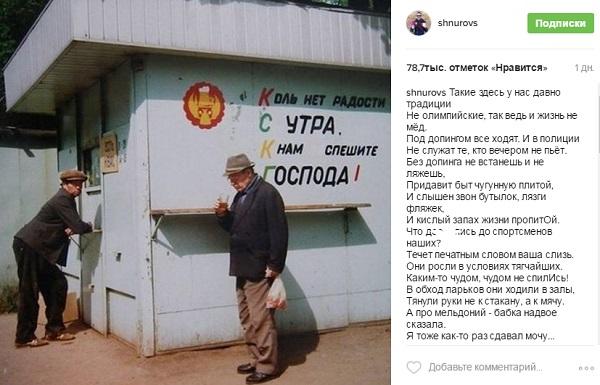 Коль нет радости
с утра.
К нам спешите
господа!
shnurovs
Подписки
78,7тыс. отметок «Нравится»
1 дн.
shnurovs Такие здесь у нас давно
традиции
Не олимпийские, так ведь и жизнь не
мёд.
Под допингом все ходят. И в полиции
Не служат те, кто вечером не пьёт.
Без допинга не встанешь и не
ляжешь,
Придавит быт чугунную плитой,
И слышен звон бутылок, лязги
фляжек,
И кислый запах жизни пропитОй.
Что до спортсменов
наших?
Течет печатным словом ваша слизь.
Они росли в условиях тягчайших.
Каким-то чудом, чудом не спилИсь!
В обход ларьков они ходили в залы,
Тянули руки не к стакану, а к мячу.
А про мельдоний - бабка надвое
сказала.
Я тоже как-то раз сдавал мочу...
Добавьте комментарий...